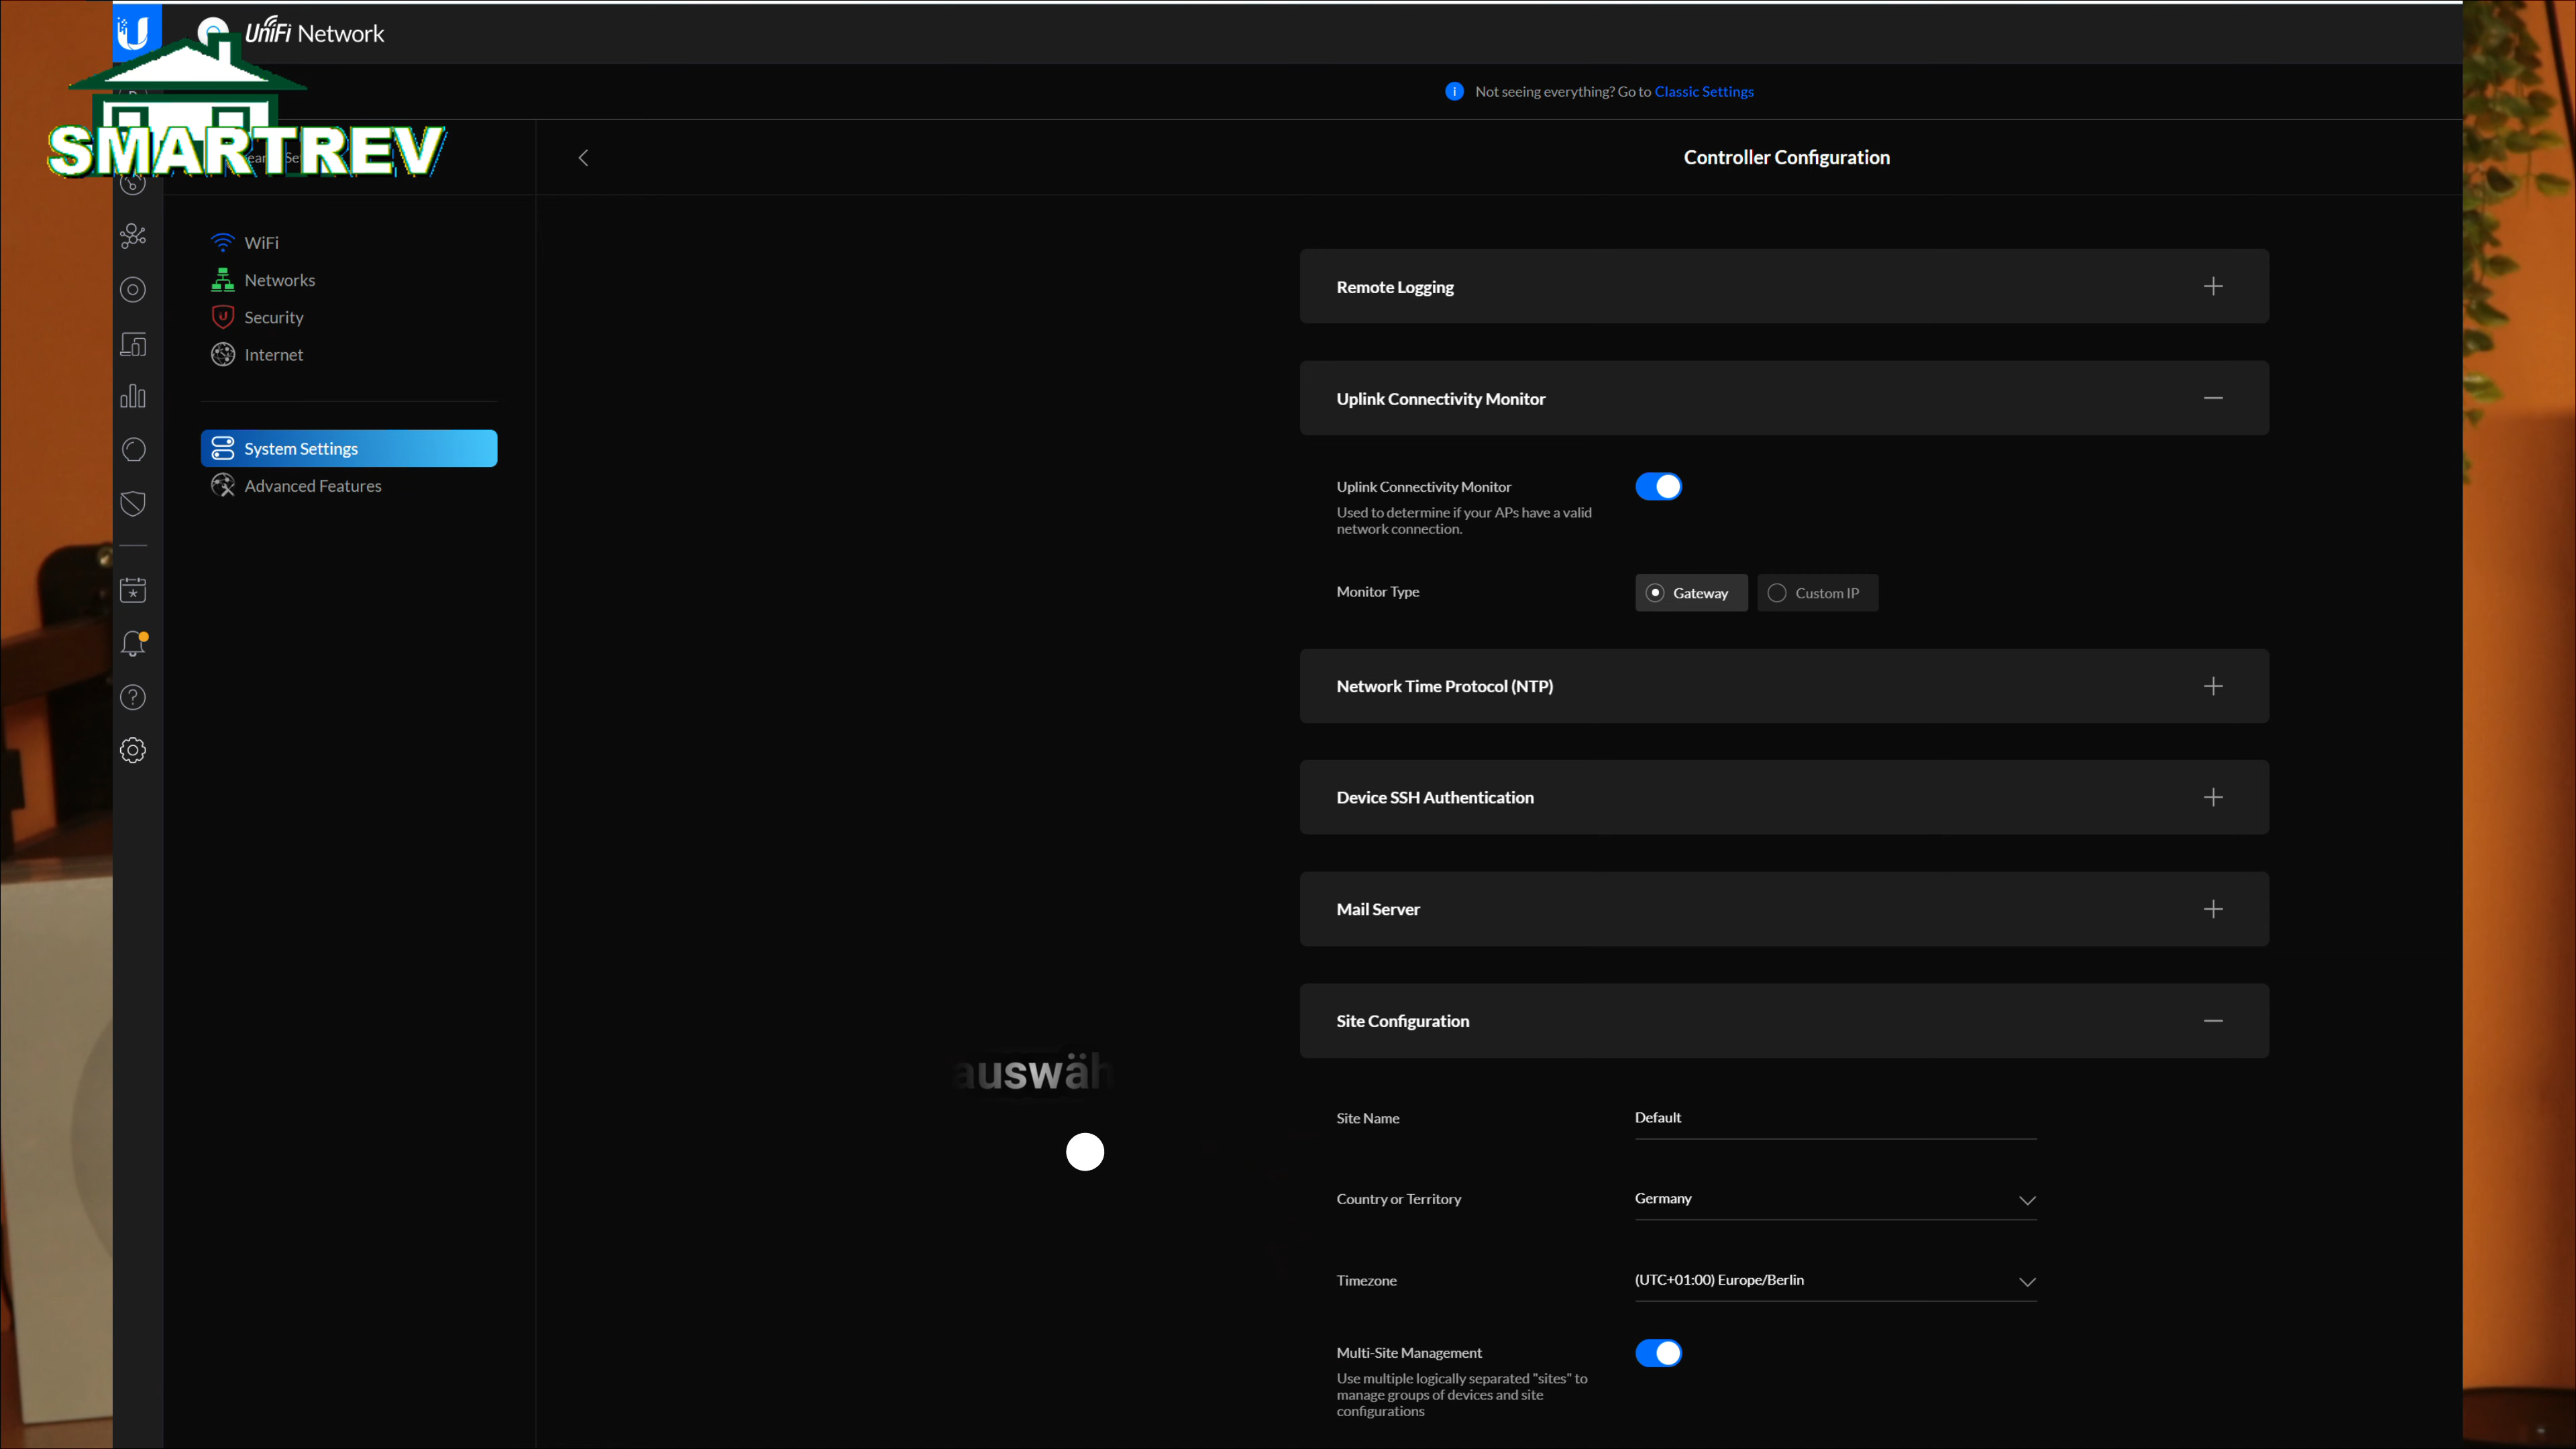 UniFi Network
SMARTREV
Not seeing everything? Go to Classic Settings
Controller Configuration
WiFi
Networks
Security
Internet
System Settings
Advanced Features
Remote Logging
Uplink Connectivity Monitor
Uplink Connectivity Monitor
Used to determine if your APs have a valid
network connection.
Monitor Type
Gateway
Custom IP
Network Time Protocol (NTP)
Device SSH Authentication
Mail Server
Site Configuration
auswäh
Site Name
Default
Country or Territory
Germany
Timezone
(UTC+01:00) Europe/Berlin
Multi-Site Management
Use multiple logically separated "sites" to
manage groups of devices and site
configurations